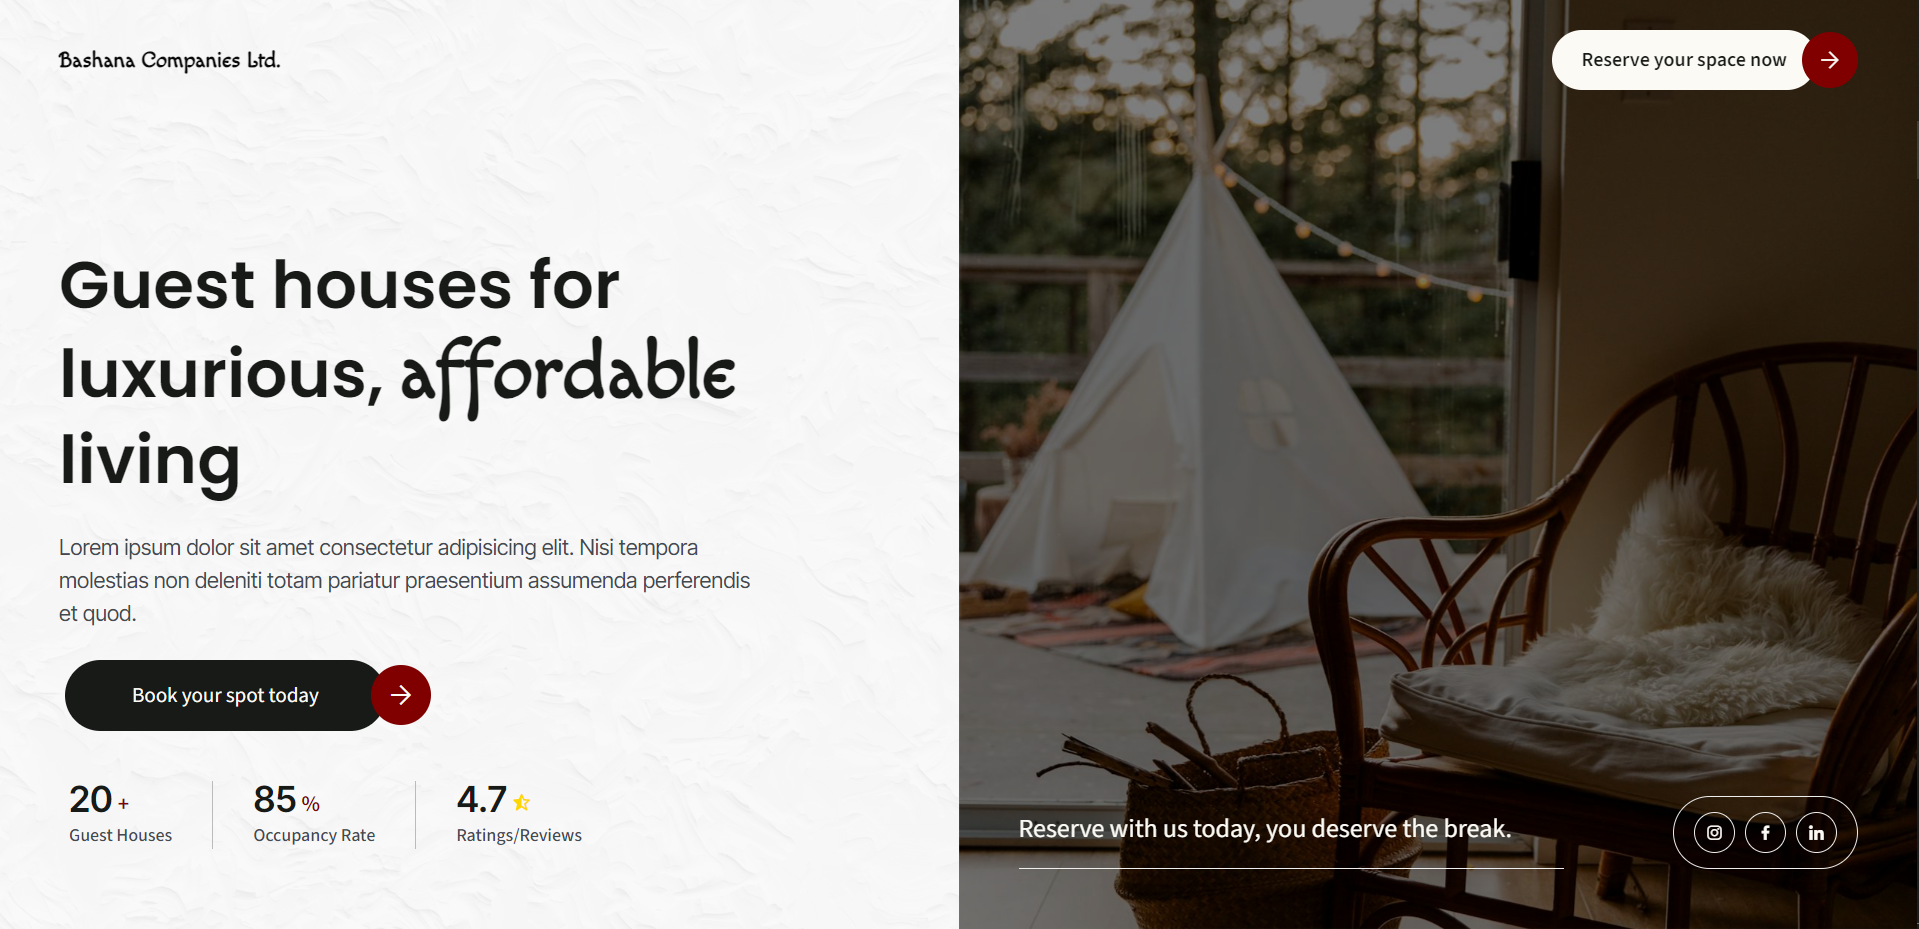 Bashana Companies Ltd.
Reserve your space now
Guest houses for
luxurious, affordable
living
Lorem ipsum dolor sit amet consectetur adipisicing elit. Nisi tempora
molestias non deleniti totam pariatur praesentium assumenda perferendis
et quod.
Book your spot today
20 +
Guest Houses
85 %
Occupancy Rate
4.7
Ratings/Reviews
Reserve with us today, you deserve the break.